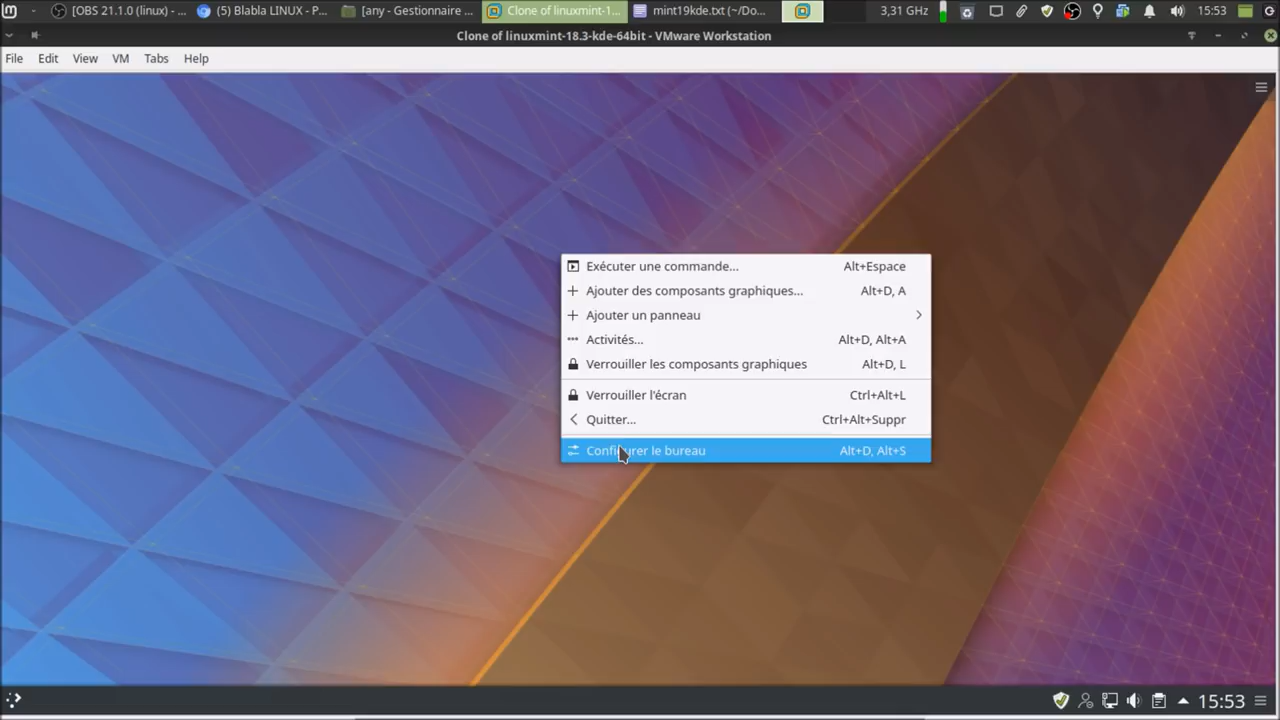 [OBS 21.1.0 (linux) - ...
(5) Blabla LINUX - P...
[any - Gestionnaire ...
Clone of linuxmint-1...
mint19kde.txt (~/Do...
3,31 GHz
15:53
Clone of linuxmint-18.3-kde-64bit - VMware Workstation
File Edit View VM Tabs Help
Exécuter une commande... Alt+Espace
Ajouter des composants graphiques... Alt+D, A
Ajouter un panneau
Activités... Alt+D, Alt+A
Verrouiller les composants graphiques Alt+D, L
Verrouiller l'écran Ctrl+Alt+L
Quitter... Ctrl+Alt+Suppr
Configurer le bureau Alt+D, Alt+S
15:53